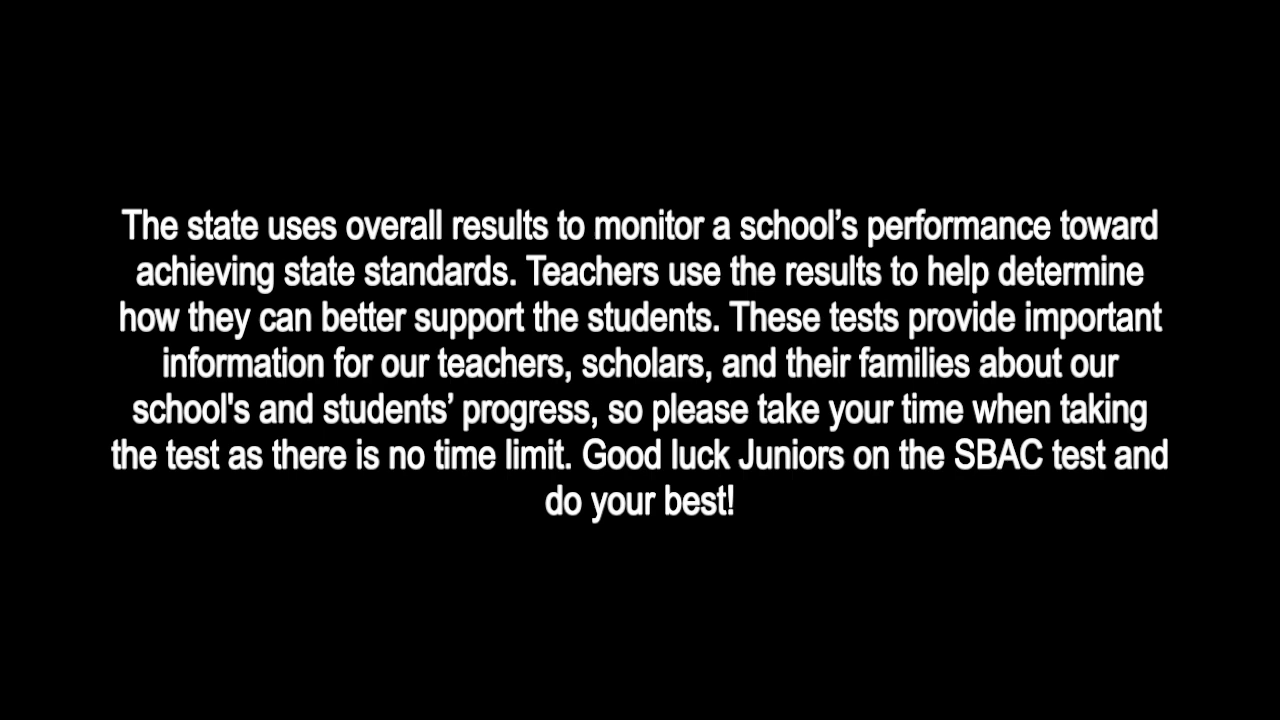 The state uses overall results to monitor a school’s performance toward
achieving state standards. Teachers use the results to help determine
how they can better support the students. These tests provide important
information for our teachers, scholars, and their families about our
school's and students’ progress, so please take your time when taking
the test as there is no time limit. Good luck Juniors on the SBAC test and
do your best!